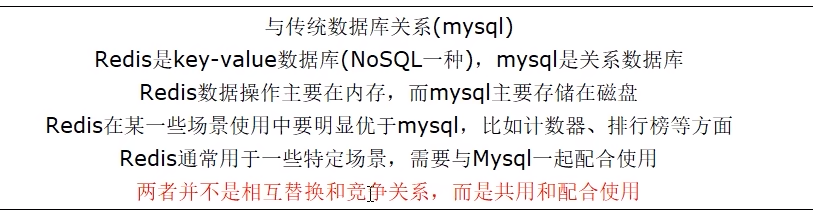 与传统数据库关系(mysql)
Redis是key-value数据库(NoSQL一种)，mysql是关系数据库
Redis数据操作主要在内存，而mysql主要存储在磁盘
Redis在某一些场景使用中要明显优于mysql，比如计数器、排行榜等方面
Redis通常用于一些特定场景，需要与Mysql一起配合使用
两者并不是相互替换和竞争关系，而是共用和配合使用